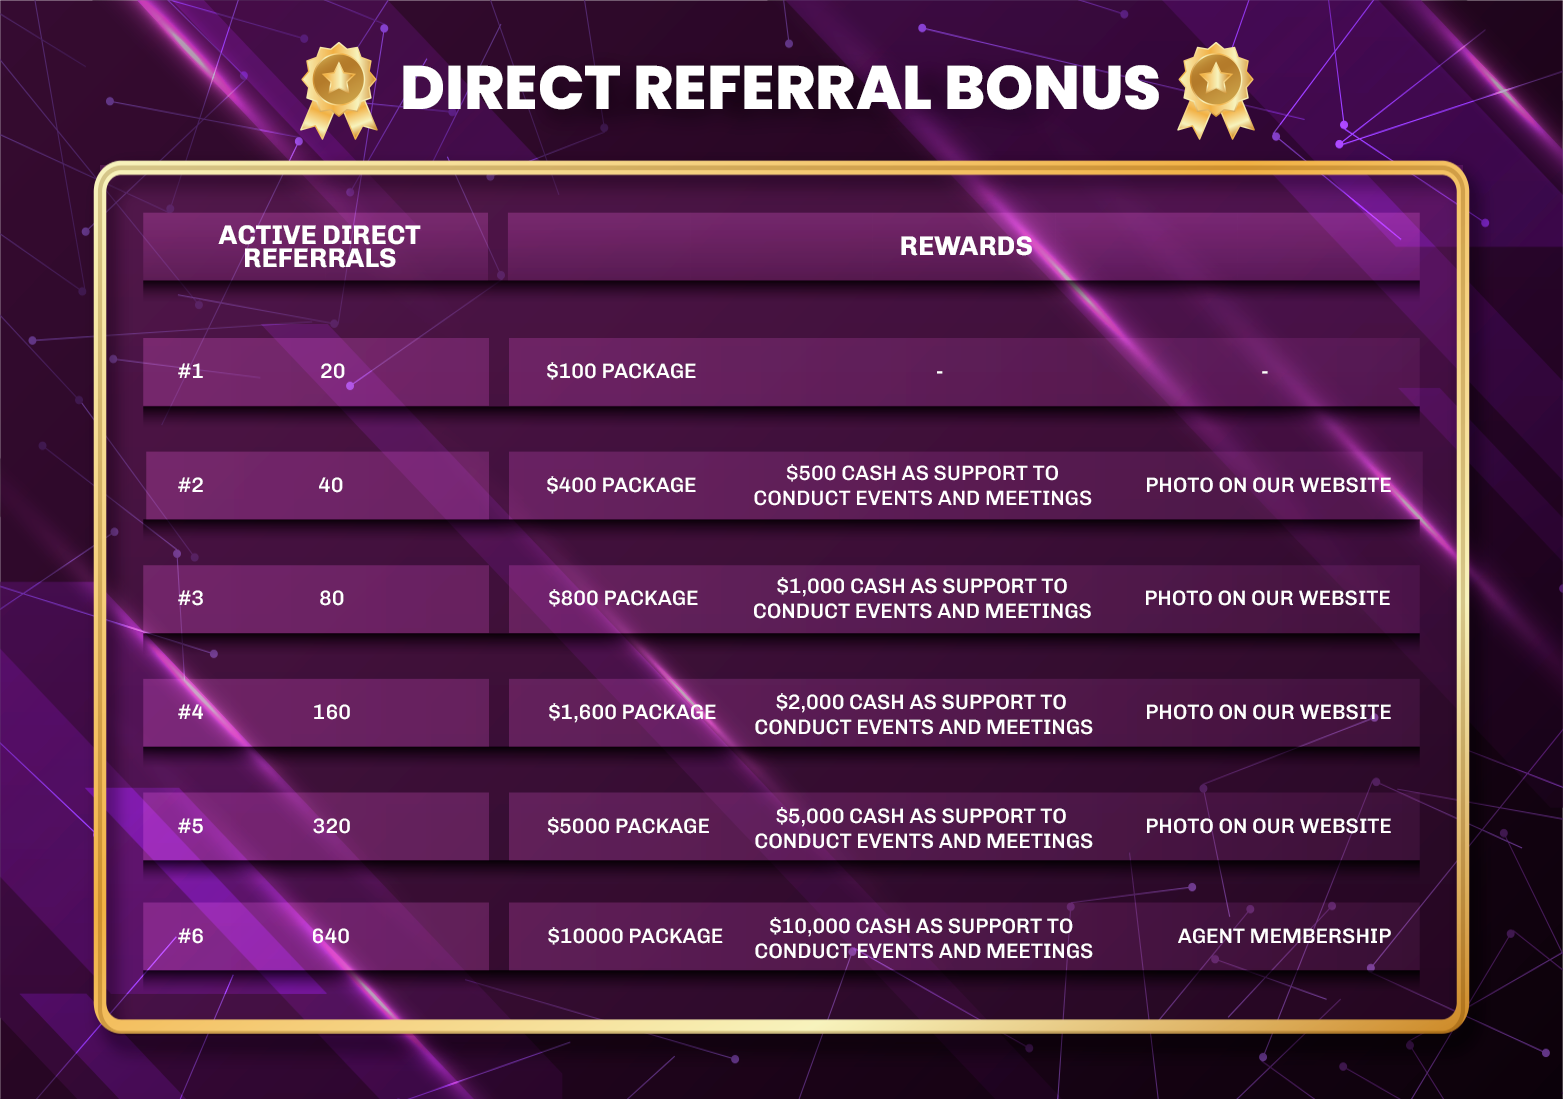 DIRECT REFERRAL BONUS
ACTIVE DIRECT
REFERRALS
REWARDS
#1 20 $100 PACKAGE - -
#2 40 $400 PACKAGE $500 CASH AS SUPPORT TO
CONDUCT EVENTS AND MEETINGS PHOTO ON OUR WEBSITE
#3 80 $800 PACKAGE $1,000 CASH AS SUPPORT TO
CONDUCT EVENTS AND MEETINGS PHOTO ON OUR WEBSITE
#4 160 $1,600 PACKAGE $2,000 CASH AS SUPPORT TO
CONDUCT EVENTS AND MEETINGS PHOTO ON OUR WEBSITE
#5 320 $5000 PACKAGE $5,000 CASH AS SUPPORT TO
CONDUCT EVENTS AND MEETINGS PHOTO ON OUR WEBSITE
#6 640 $10000 PACKAGE $10,000 CASH AS SUPPORT TO
CONDUCT EVENTS AND MEETINGS AGENT MEMBERSHIP